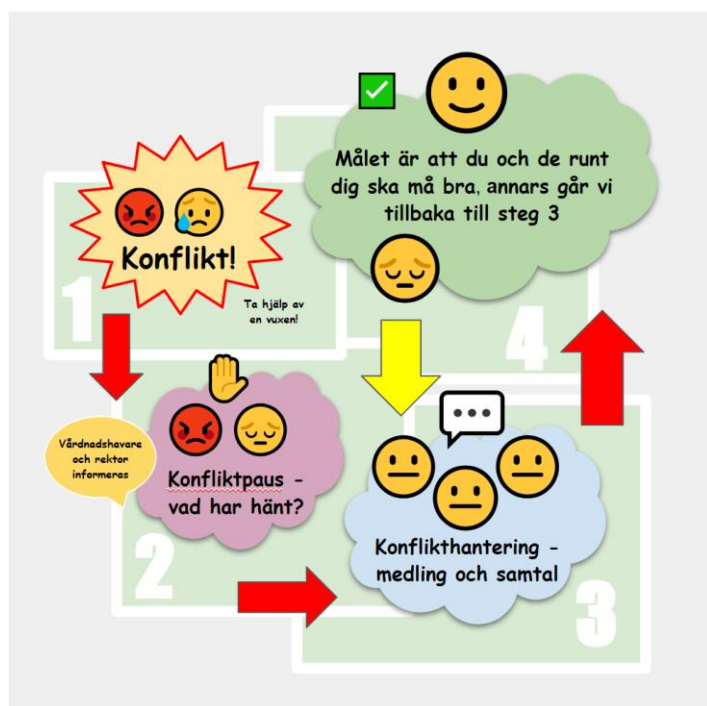 1
Konflikt!
Ta hjälp av
en vuxen!
Vårdnadshavare
och rektor
informeras
2
Konfliktpaus -
vad har hänt?
3
Konflikthantering -
medling och samtal
4
Målet är att du och de runt
dig ska må bra, annars går vi
tillbaka till steg 3